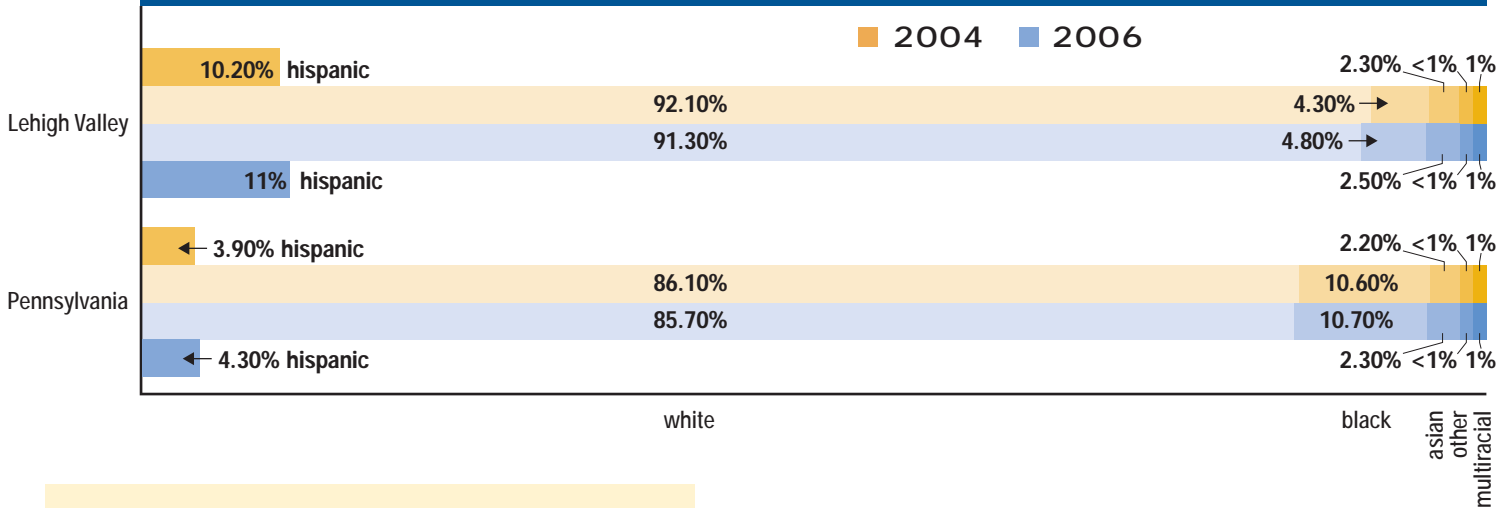 2004 2006
10.20% hispanic
2.30% <1% 1%
92.10% 4.30%
Lehigh Valley
91.30% 4.80%
11% hispanic
2.50% <1% 1%
3.90% hispanic
2.20% <1% 1%
86.10% 10.60%
Pennsylvania
85.70% 10.70%
4.30% hispanic
2.30% <1% 1%
white black
asian
other
multiracial